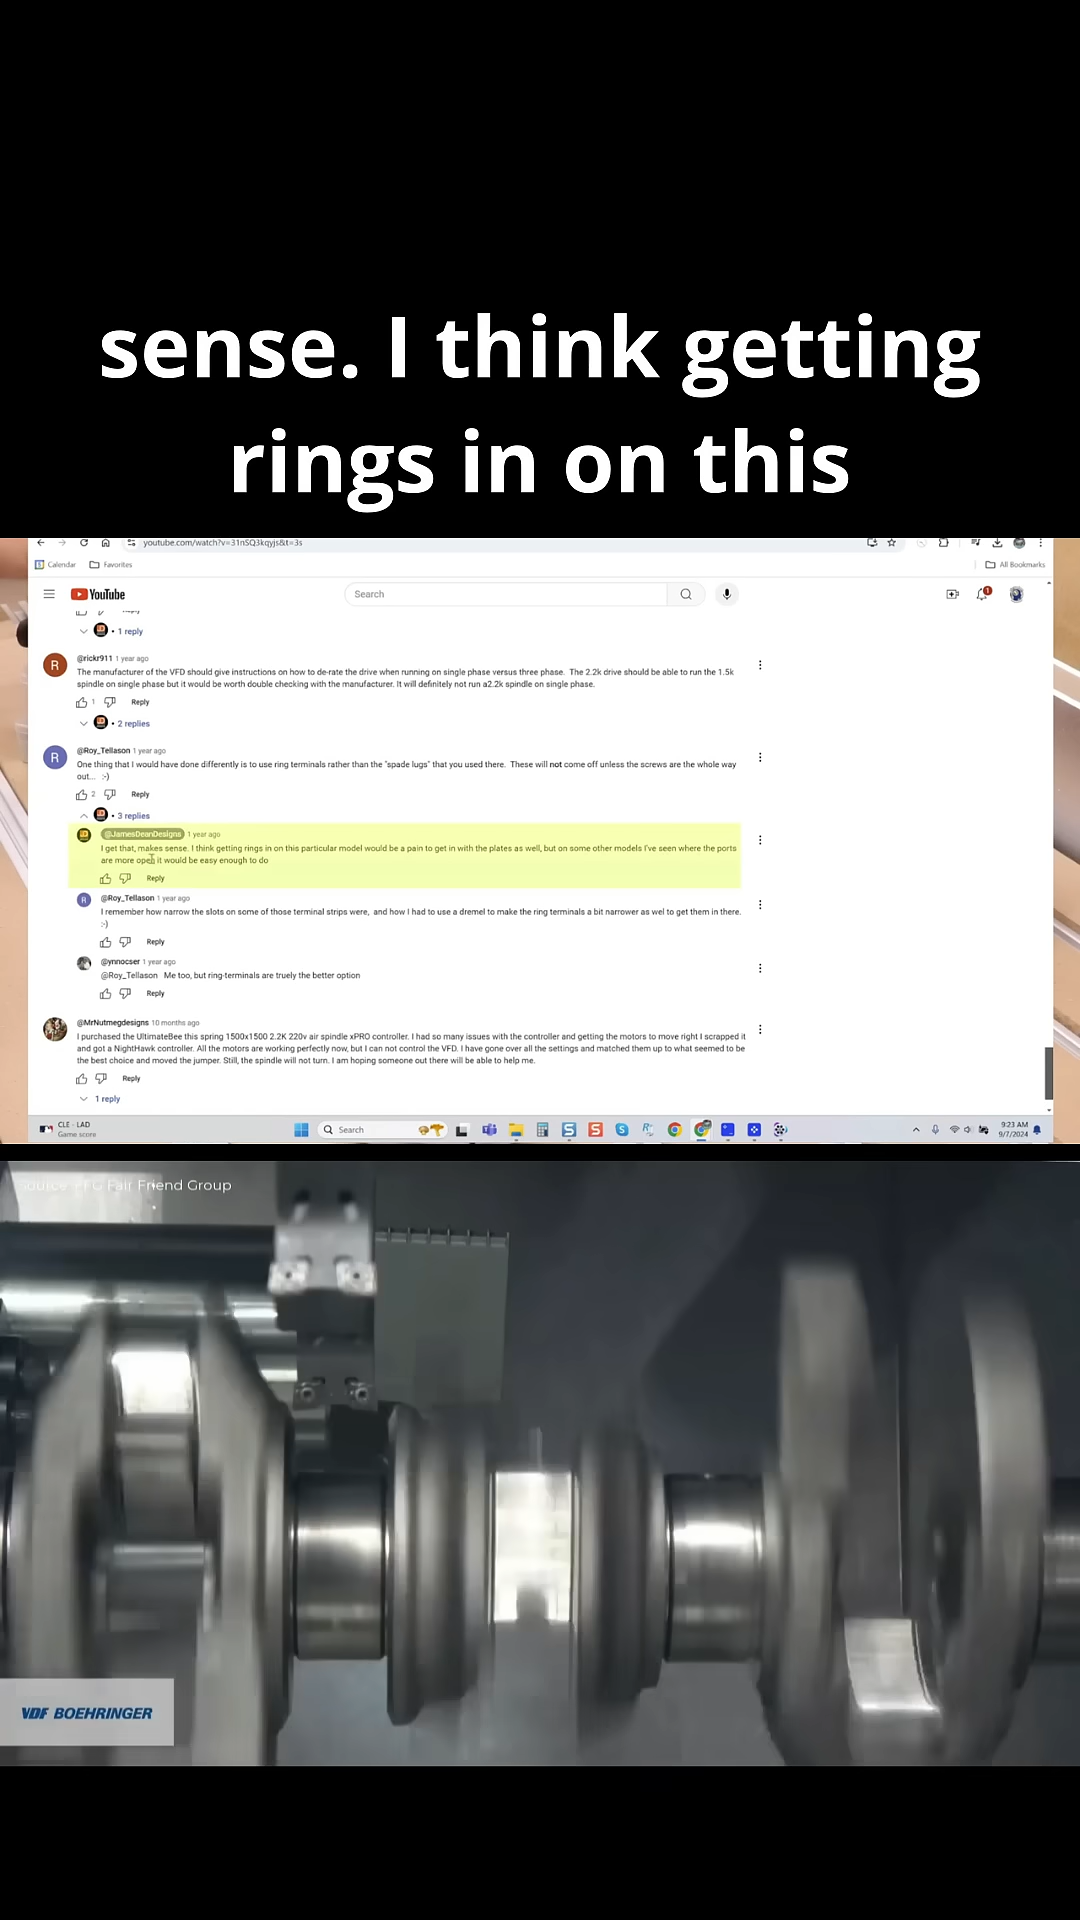 sense. I think getting
rings in on this
youtube.com/watch?v=31nSQ3kqyjs&t=3s
Calendar
Favorites
All Bookmarks
YouTube
Search
1
Reply
• 1 reply
R
@rickr911 1 year ago
The manufacturer of the VFD should give instructions on how to de-rate the drive when running on single phase versus three phase. The 2.2k drive should be able to run the 1.5k
spindle on single phase but it would be worth double checking with the manufacturer. It will definitely not run a2.2k spindle on single phase.
1 Reply
• 2 replies
R
@Roy_Tellason 1 year ago
One thing that I would have done differently is to use ring terminals rather than the "spade lugs" that you used there. These will not come off unless the screws are the whole way
out... :-)
2 Reply
• 3 replies
@JamesDeanDesigns 1 year ago
I get that, makes sense. I think getting rings in on this particular model would be a pain to get in with the plates as well, but on some other models I've seen where the ports
are more open it would be easy enough to do
Reply
R
@Roy_Tellason 1 year ago
I remember how narrow the slots on some of those terminal strips were, and how I had to use a dremel to make the ring terminals a bit narrower as wel to get them in there.
:-)
Reply
@ynnocser 1 year ago
@Roy_Tellason Me too, but ring-terminals are truely the better option
Reply
@MrNutmegdesigns 10 months ago
I purchased the UltimateBee this spring 1500x1500 2.2K 220v air spindle xPRO controller. I had so many issues with the controller and getting the motors to move right I scrapped it
and got a NightHawk controller. All the motors are working perfectly now, but I can not control the VFD. I have gone over all the settings and matched them up to what seemed to be
the best choice and moved the jumper. Still, the spindle will not turn. I am hoping someone out there will be able to help me.
Reply
1 reply
CLE - LAD
Game score
Search
9:23 AM
9/7/2024
Source: FFG Fair Friend Group
VDF BOEHRINGER